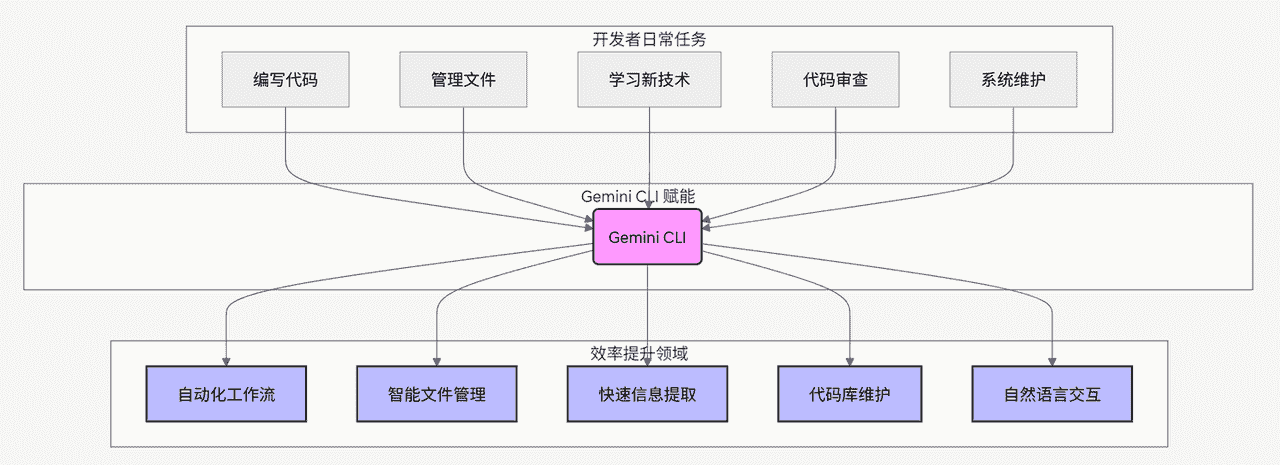 开发者日常任务
编写代码
管理文件
学习新技术
代码审查
系统维护
Gemini CLI 赋能
Gemini CLI
效率提升领域
自动化工作流
智能文件管理
快速信息提取
代码库维护
自然语言交互